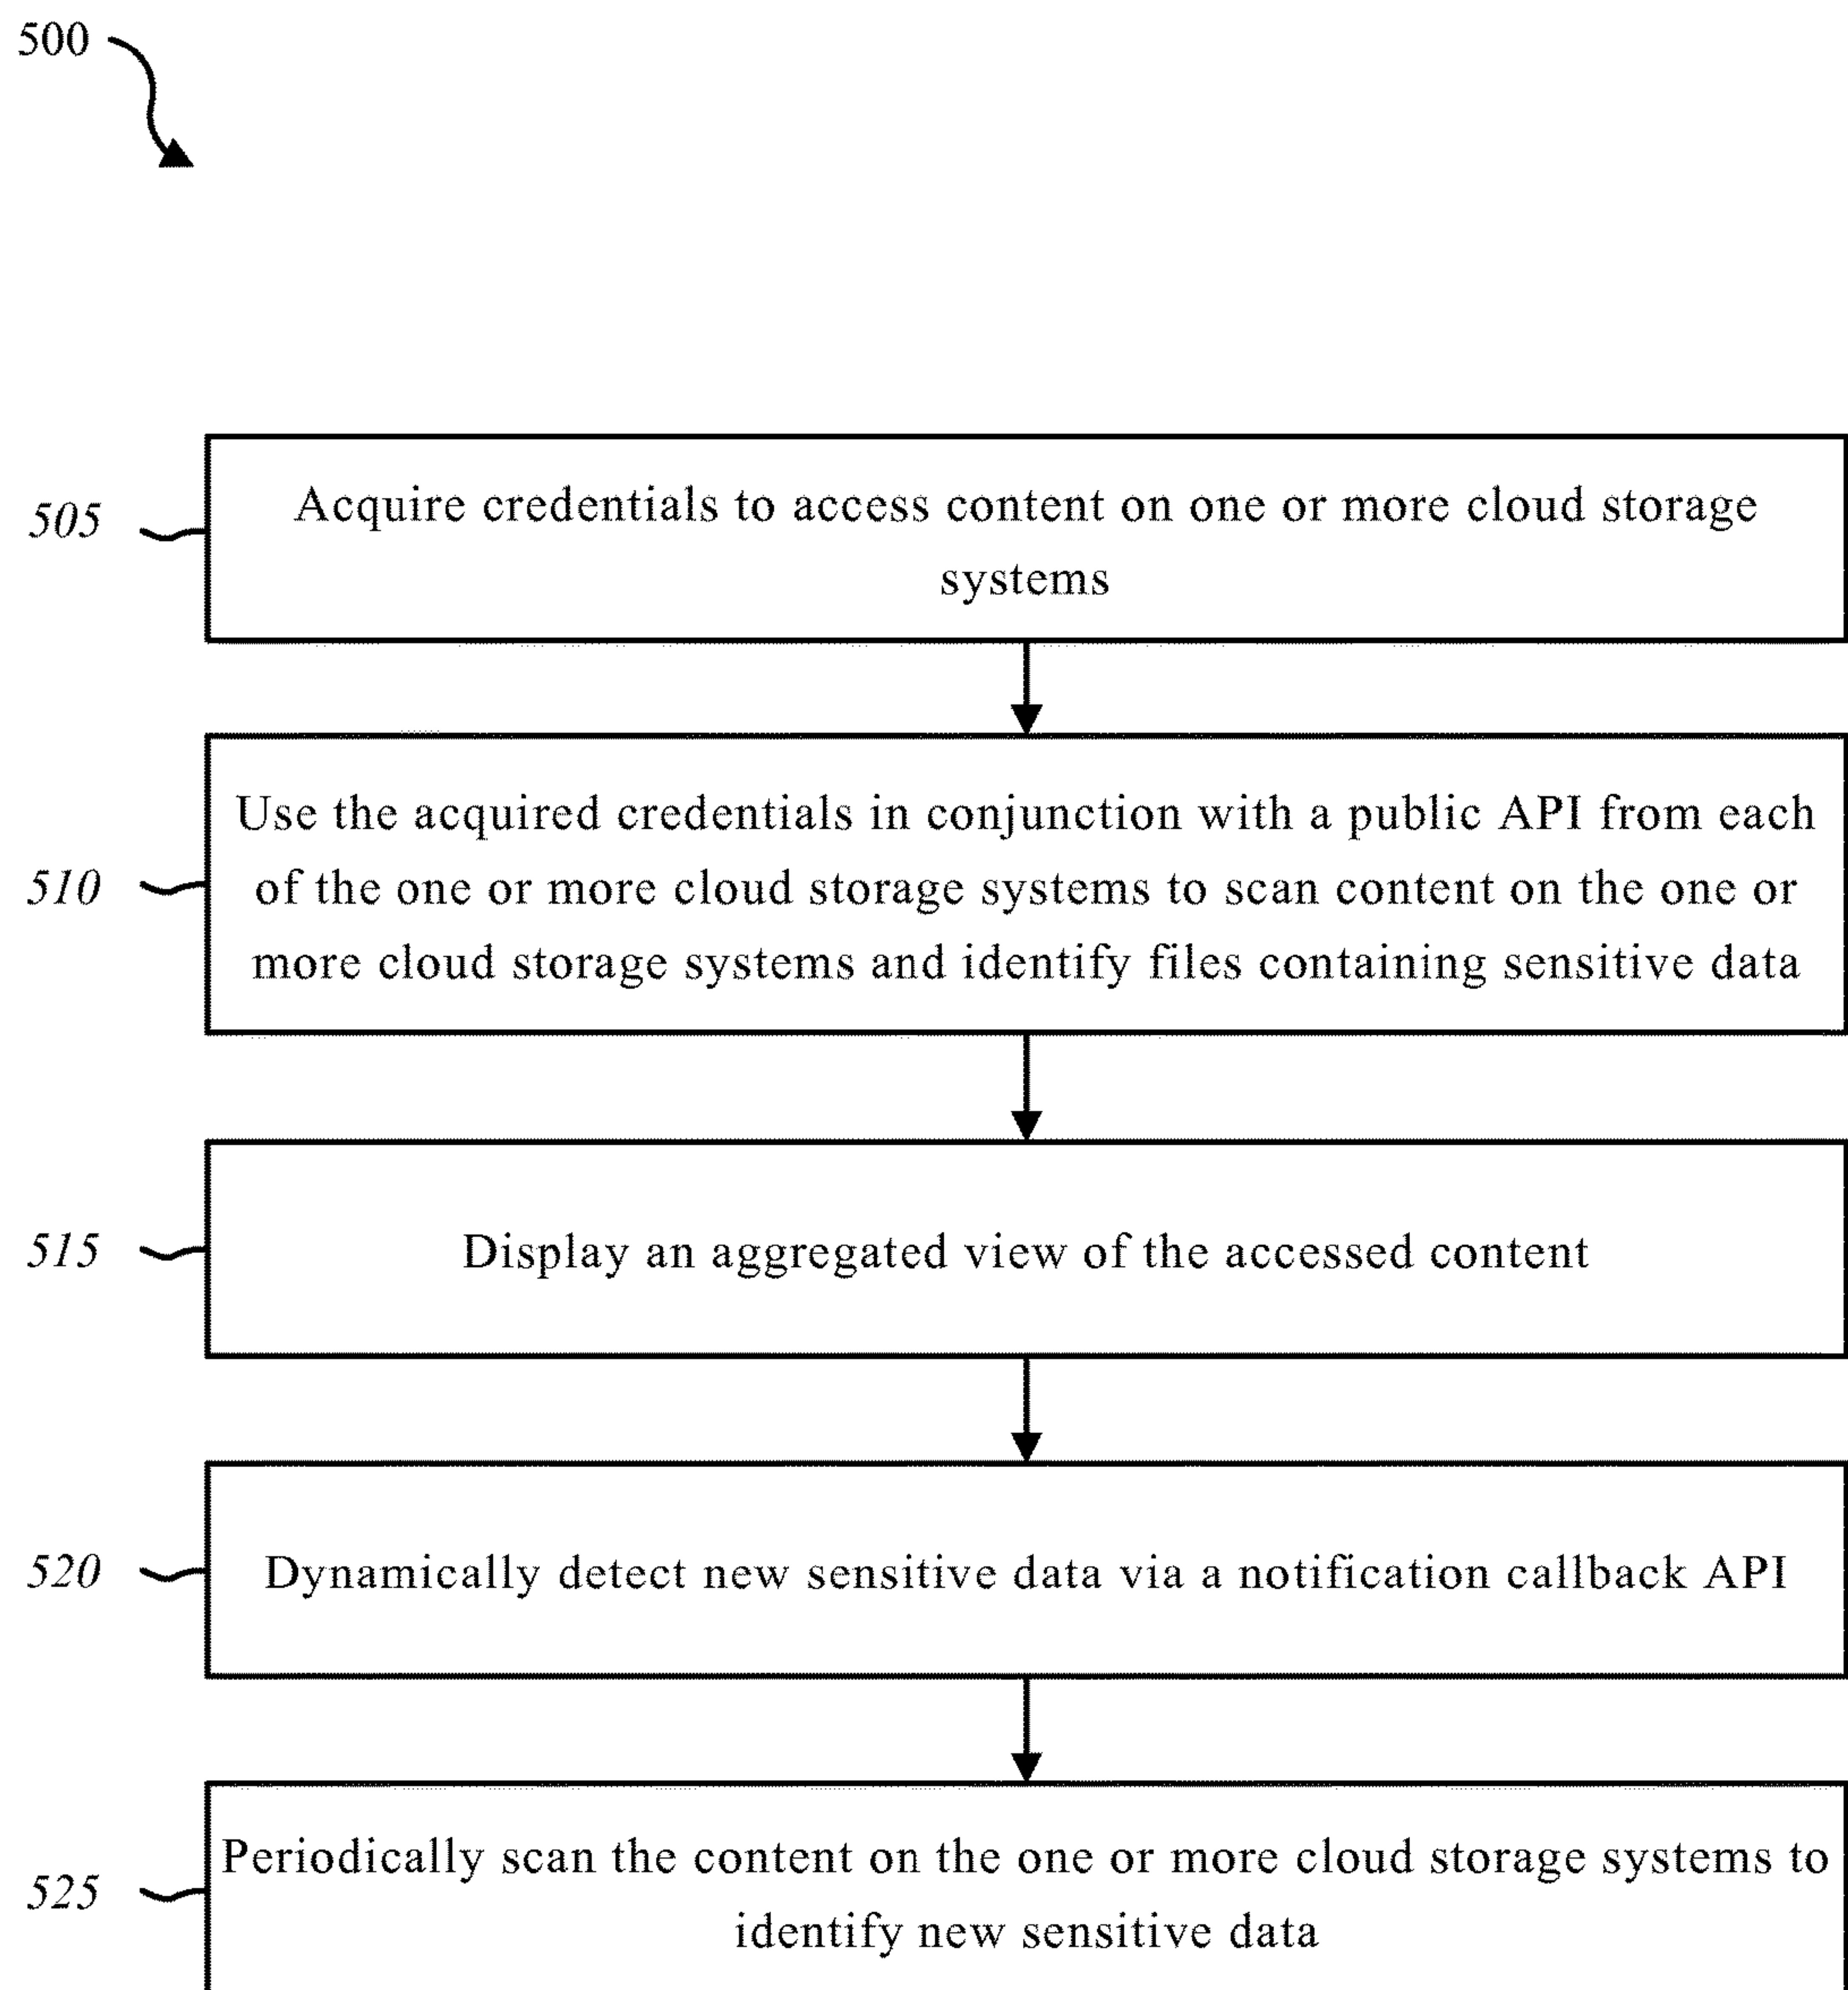 500
505
Acquire credentials to access content on one or more cloud storage
systems
510
Use the acquired credentials in conjunction with a public API from each
of the one or more cloud storage systems to scan content on the one or
more cloud storage systems and identify files containing sensitive data
515
Display an aggregated view of the accessed content
520
Dynamically detect new sensitive data via a notification callback API
525
Periodically scan the content on the one or more cloud storage systems to
identify new sensitive data